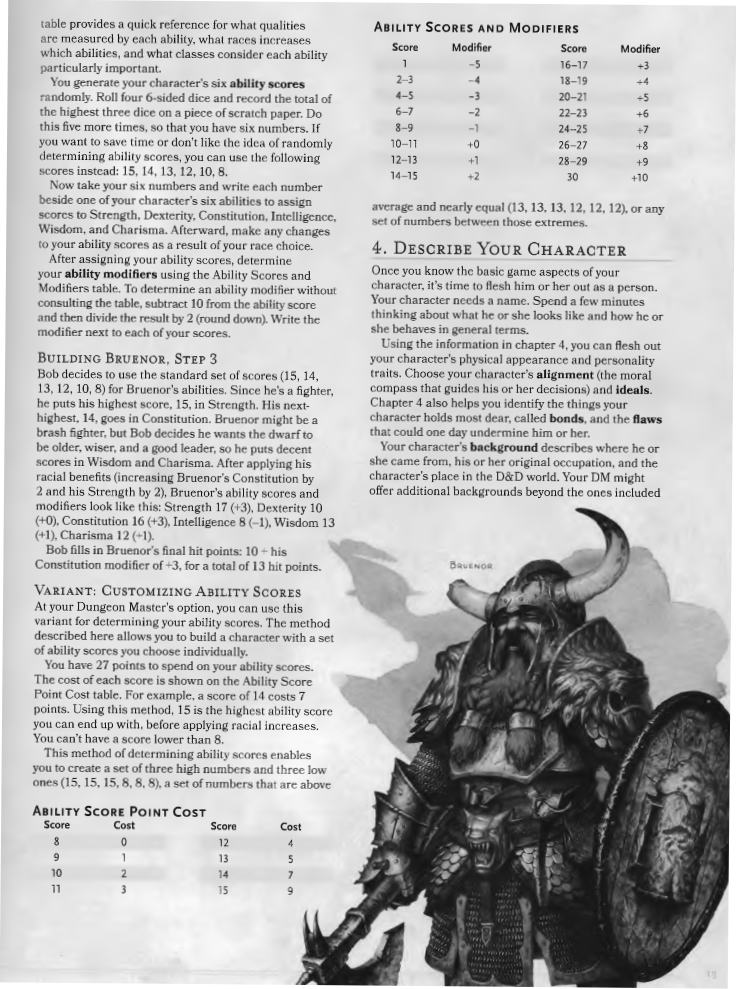 table provides a quick reference for what qualities
are measured by each ability, what races increases
which abilities, and what classes consider each ability
particularly important.
You generate your character's six ability scores
randomly. Roll four 6-sided dice and record the total of
the highest three dice on a piece of scratch paper. Do
this five more times, so that you have six numbers. If
you want to save time or don't like the idea of randomly
determining ability scores, you can use the following
scores instead: 15, 14, 13, 12, 10, 8.
Now take your six numbers and write each number
beside one of your character's six abilities to assign
scores to Strength, Dexterity, Constitution, Intelligence,
Wisdom, and Charisma. Afterward, make any changes
to your ability scores as a result of your race choice.
After assigning your ability scores, determine
your ability modifiers using the Ability Scores and
Modifiers table. To determine an ability modifier without
consulting the table, subtract 10 from the ability score
and then divide the result by 2 (round down). Write the
modifier next to each of your scores.
BUILDING BRUENOR, STEP 3
Bob decides to use the standard set of scores (15, 14,
13, 12, 10, 8) for Bruenor's abilities. Since he's a fighter,
he puts his highest score, 15, in Strength. His next-
highest, 14, goes in Constitution. Bruenor might be a
brash fighter, but Bob decides he wants the dwarf to
be older, wiser, and a good leader, so he puts decent
scores in Wisdom and Charisma. After applying his
racial benefits (increasing Bruenor's Constitution by
2 and his Strength by 2), Bruenor's ability scores and
modifiers look like this: Strength 17 (+3), Dexterity 10
(+0), Constitution 16 (+3), Intelligence 8 (–1), Wisdom 13
(+1), Charisma 12 (+1).
Bob fills in Bruenor's final hit points: 10 + his
Constitution modifier of +3, for a total of 13 hit points.
VARIANT: CUSTOMIZING ABILITY SCORES
At your Dungeon Master's option, you can use this
variant for determining your ability scores. The method
described here allows you to build a character with a set
of ability scores you choose individually.
You have 27 points to spend on your ability scores.
The cost of each score is shown on the Ability Score
Point Cost table. For example, a score of 14 costs 7
points. Using this method, 15 is the highest ability score
you can end up with, before applying racial increases.
You can't have a score lower than 8.
This method of determining ability scores enables
you to create a set of three high numbers and three low
ones (15, 15, 15, 8, 8, 8), a set of numbers that are above
ABILITY SCORE POINT COST
Score Cost Score Cost
8 0 12 4
9 1 13 5
10 2 14 7
11 3 15 9
ABILITY SCORES AND MODIFIERS
Score Modifier Score Modifier
1 –5 16–17 +3
2–3 –4 18–19 +4
4–5 –3 20–21 +5
6–7 –2 22–23 +6
8–9 –1 24–25 +7
10–11 +0 26–27 +8
12–13 +1 28–29 +9
14–15 +2 30 +10
average and nearly equal (13, 13, 13, 12, 12, 12), or any
set of numbers between those extremes.
4. DESCRIBE YOUR CHARACTER
Once you know the basic game aspects of your
character, it's time to flesh him or her out as a person.
Your character needs a name. Spend a few minutes
thinking about what he or she looks like and how he or
she behaves in general terms.
Using the information in chapter 4, you can flesh out
your character's physical appearance and personality
traits. Choose your character's alignment (the moral
compass that guides his or her decisions) and ideals.
Chapter 4 also helps you identify the things your
character holds most dear, called bonds, and the flaws
that could one day undermine him or her.
Your character's background describes where he or
she came from, his or her original occupation, and the
character's place in the D&D world. Your DM might
offer additional backgrounds beyond the ones included
BRUENOR